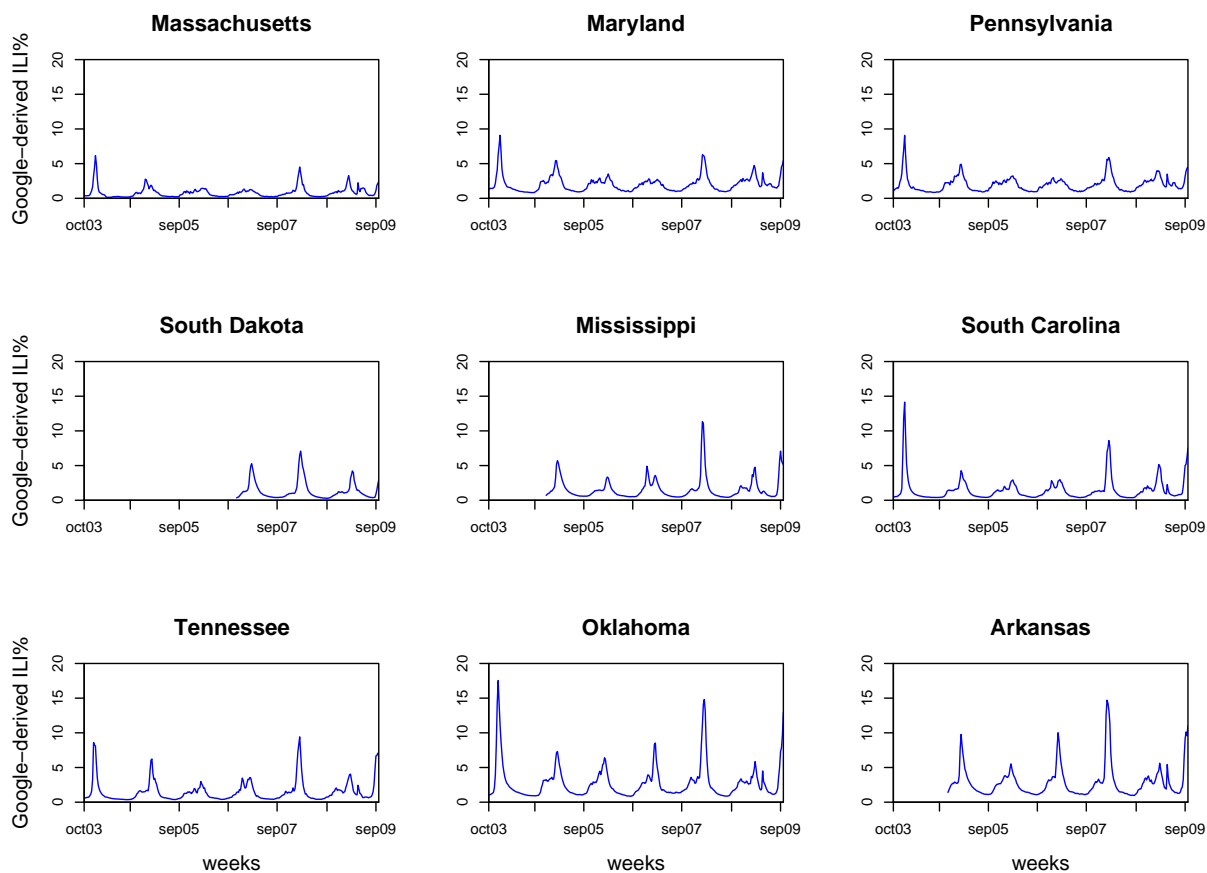 Massachusetts
Maryland
Pennsylvania
Google−derived ILI%
0 5 10 15 20
0 5 10 15 20
0 5 10 15 20
oct03 sep05 sep07 sep09
oct03 sep05 sep07 sep09
oct03 sep05 sep07 sep09
South Dakota
Mississippi
South Carolina
Google−derived ILI%
0 5 10 15 20
0 5 10 15 20
0 5 10 15 20
oct03 sep05 sep07 sep09
oct03 sep05 sep07 sep09
oct03 sep05 sep07 sep09
Tennessee
Oklahoma
Arkansas
Google−derived ILI%
0 5 10 15 20
0 5 10 15 20
0 5 10 15 20
oct03 sep05 sep07 sep09
oct03 sep05 sep07 sep09
oct03 sep05 sep07 sep09
weeks
weeks
weeks